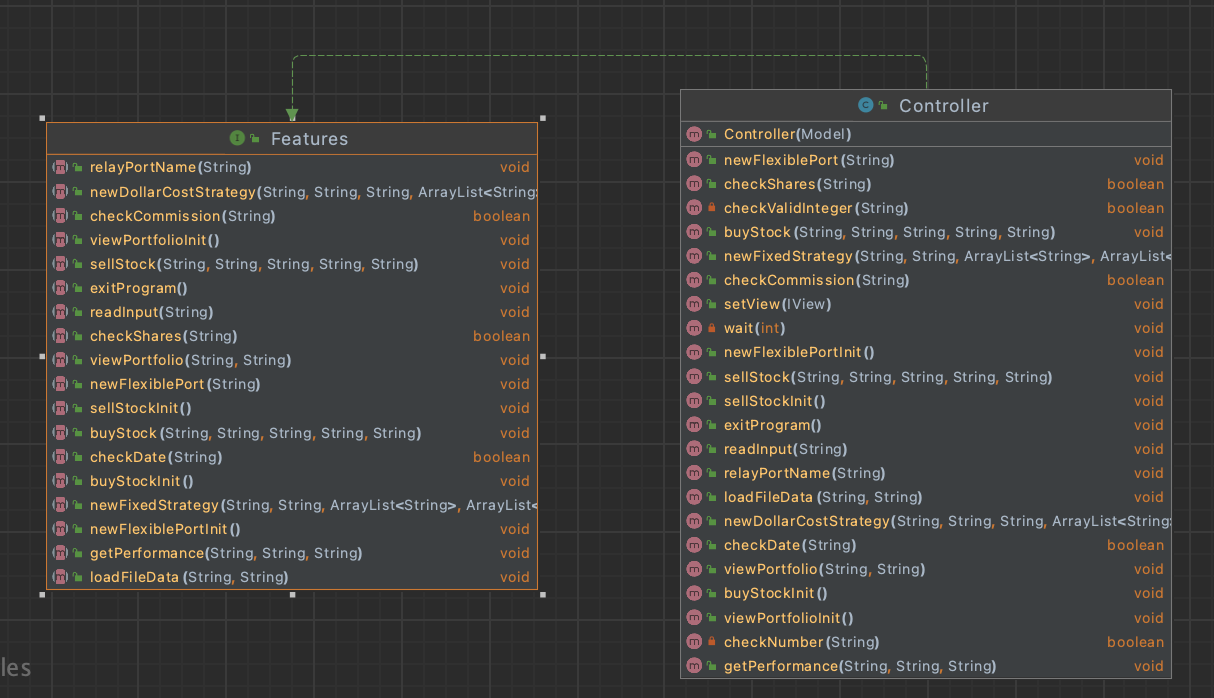 Features
relayPortName(String) void
newDollarCostStrategy(String, String, String, ArrayList<String>
checkCommission(String) boolean
viewPortfolioInit() void
sellStock(String, String, String, String, String) void
exitProgram() void
readInput(String) void
checkShares(String) boolean
viewPortfolio(String, String) void
newFlexiblePort(String) void
sellStockInit() void
buyStock(String, String, String, String, String) void
checkDate(String) boolean
buyStockInit() void
newFixedStrategy(String, String, ArrayList<String>, ArrayList<
newFlexiblePortInit() void
getPerformance(String, String, String) void
loadFileData(String, String) void
Controller
Controller(Model)
newFlexiblePort(String) void
checkShares(String) boolean
checkValidInteger(String) boolean
buyStock(String, String, String, String, String) void
newFixedStrategy(String, String, ArrayList<String>, ArrayList<
checkCommission(String) boolean
setView(IView) void
wait(int) void
newFlexiblePortInit() void
sellStock(String, String, String, String, String) void
sellStockInit() void
exitProgram() void
readInput(String) void
relayPortName(String) void
loadFileData(String, String) void
newDollarCostStrategy(String, String, String, ArrayList<String>
checkDate(String) boolean
viewPortfolio(String, String) void
buyStockInit() void
viewPortfolioInit() void
checkNumber(String) boolean
getPerformance(String, String, String) void
les